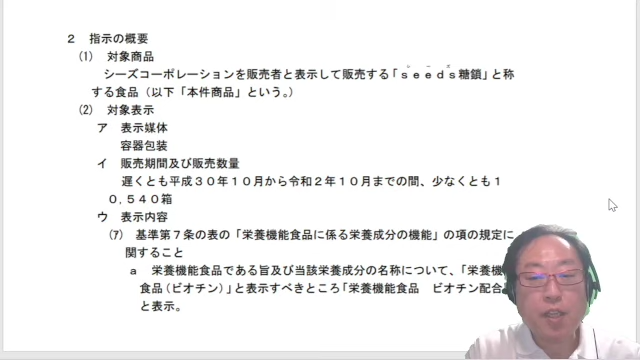 ２　指示の概要
(1)　対象商品
シーズコーポレーションを販売者と表示して販売する「ｓｅｅｄｓ糖鎖」と称
する食品（以下「本件商品」という。）
(2)　対象表示
ア　表示媒体
容器包装
イ　販売期間及び販売数量
遅くとも平成３０年１０月から令和２年１０月までの間、少なくとも１
０,５４０箱
ウ　表示内容
(ｱ)　基準第７条の表の「栄養機能食品に係る栄養成分の機能」の項の規定に
関すること
ａ　栄養機能食品である旨及び当該栄養成分の名称について、「栄養機
食品（ビオチン）」と表示すべきところ「栄養機能食品　ビオチン配合
と表示。